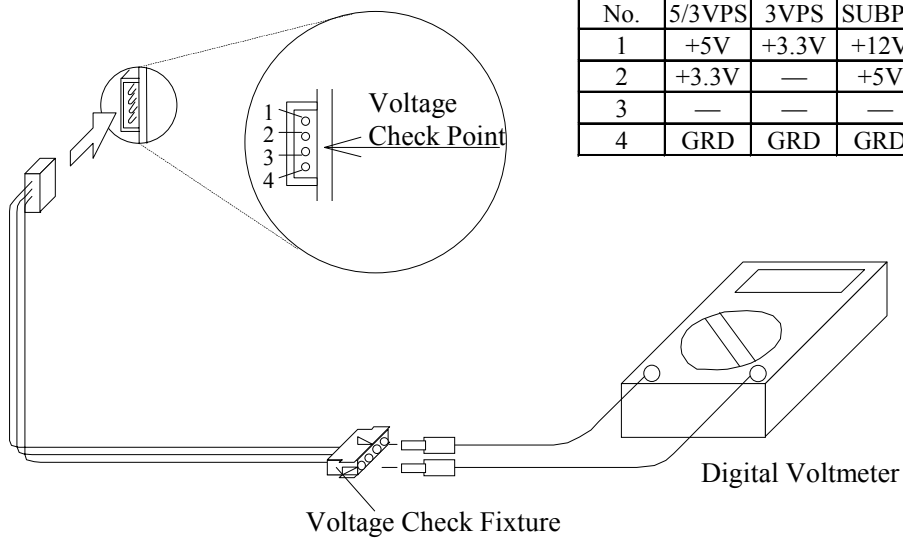 No. 5/3VPS 3VPS
1 +5V +3.3V +12V
2 +3.3V — +5V
3 — — —
4 GRD GRD GRD
1
2
3
4
Voltage
Check Point
Digital Voltmeter
Voltage Check Fixture